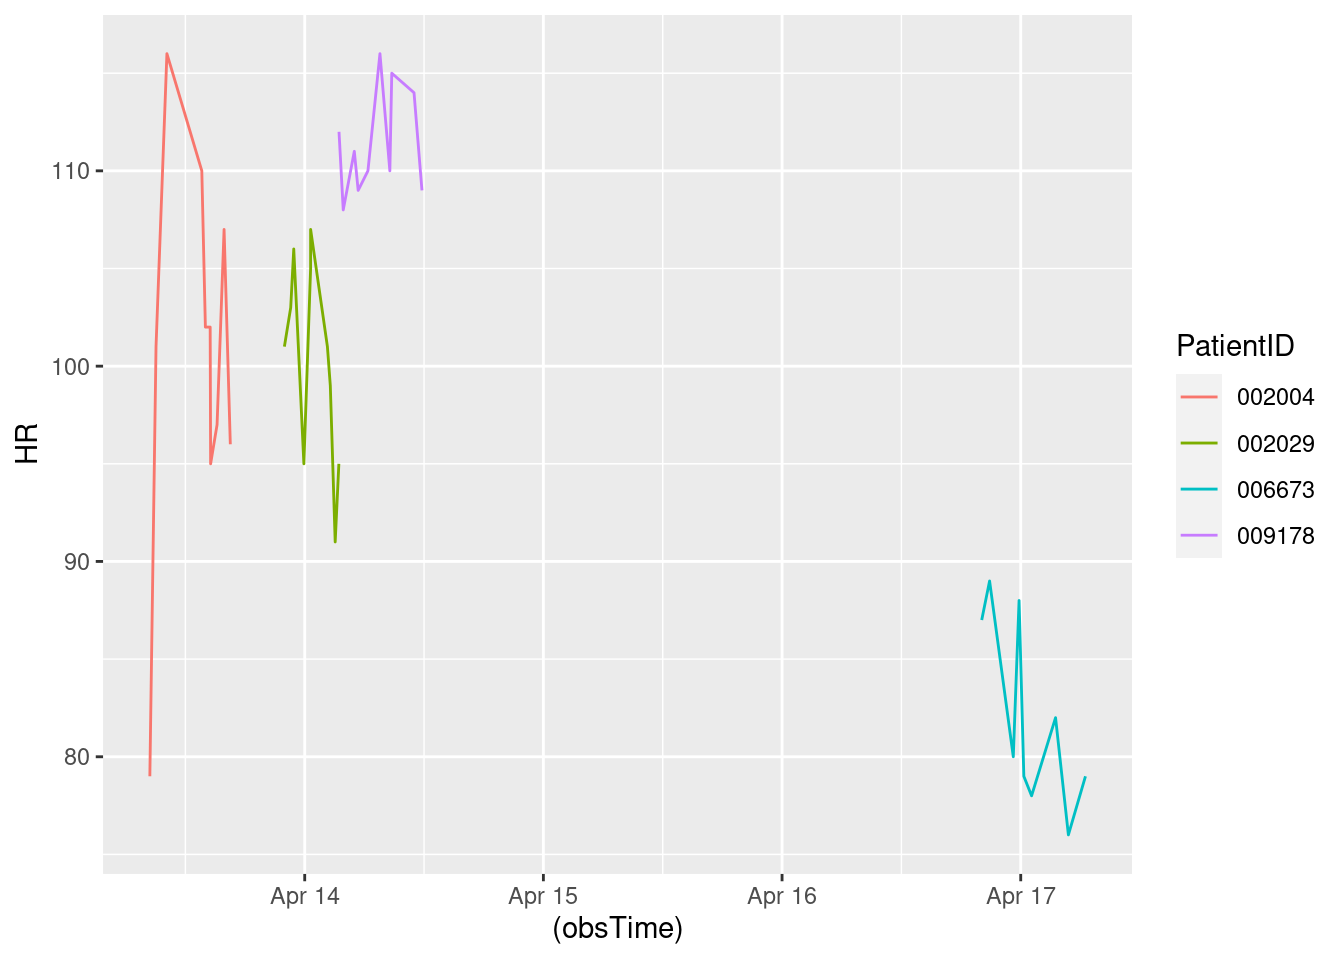 110
100
90
80
HR
Apr 14
Apr 15
Apr 16
Apr 17
(obsTime)
PatientID
002004
002029
006673
009178